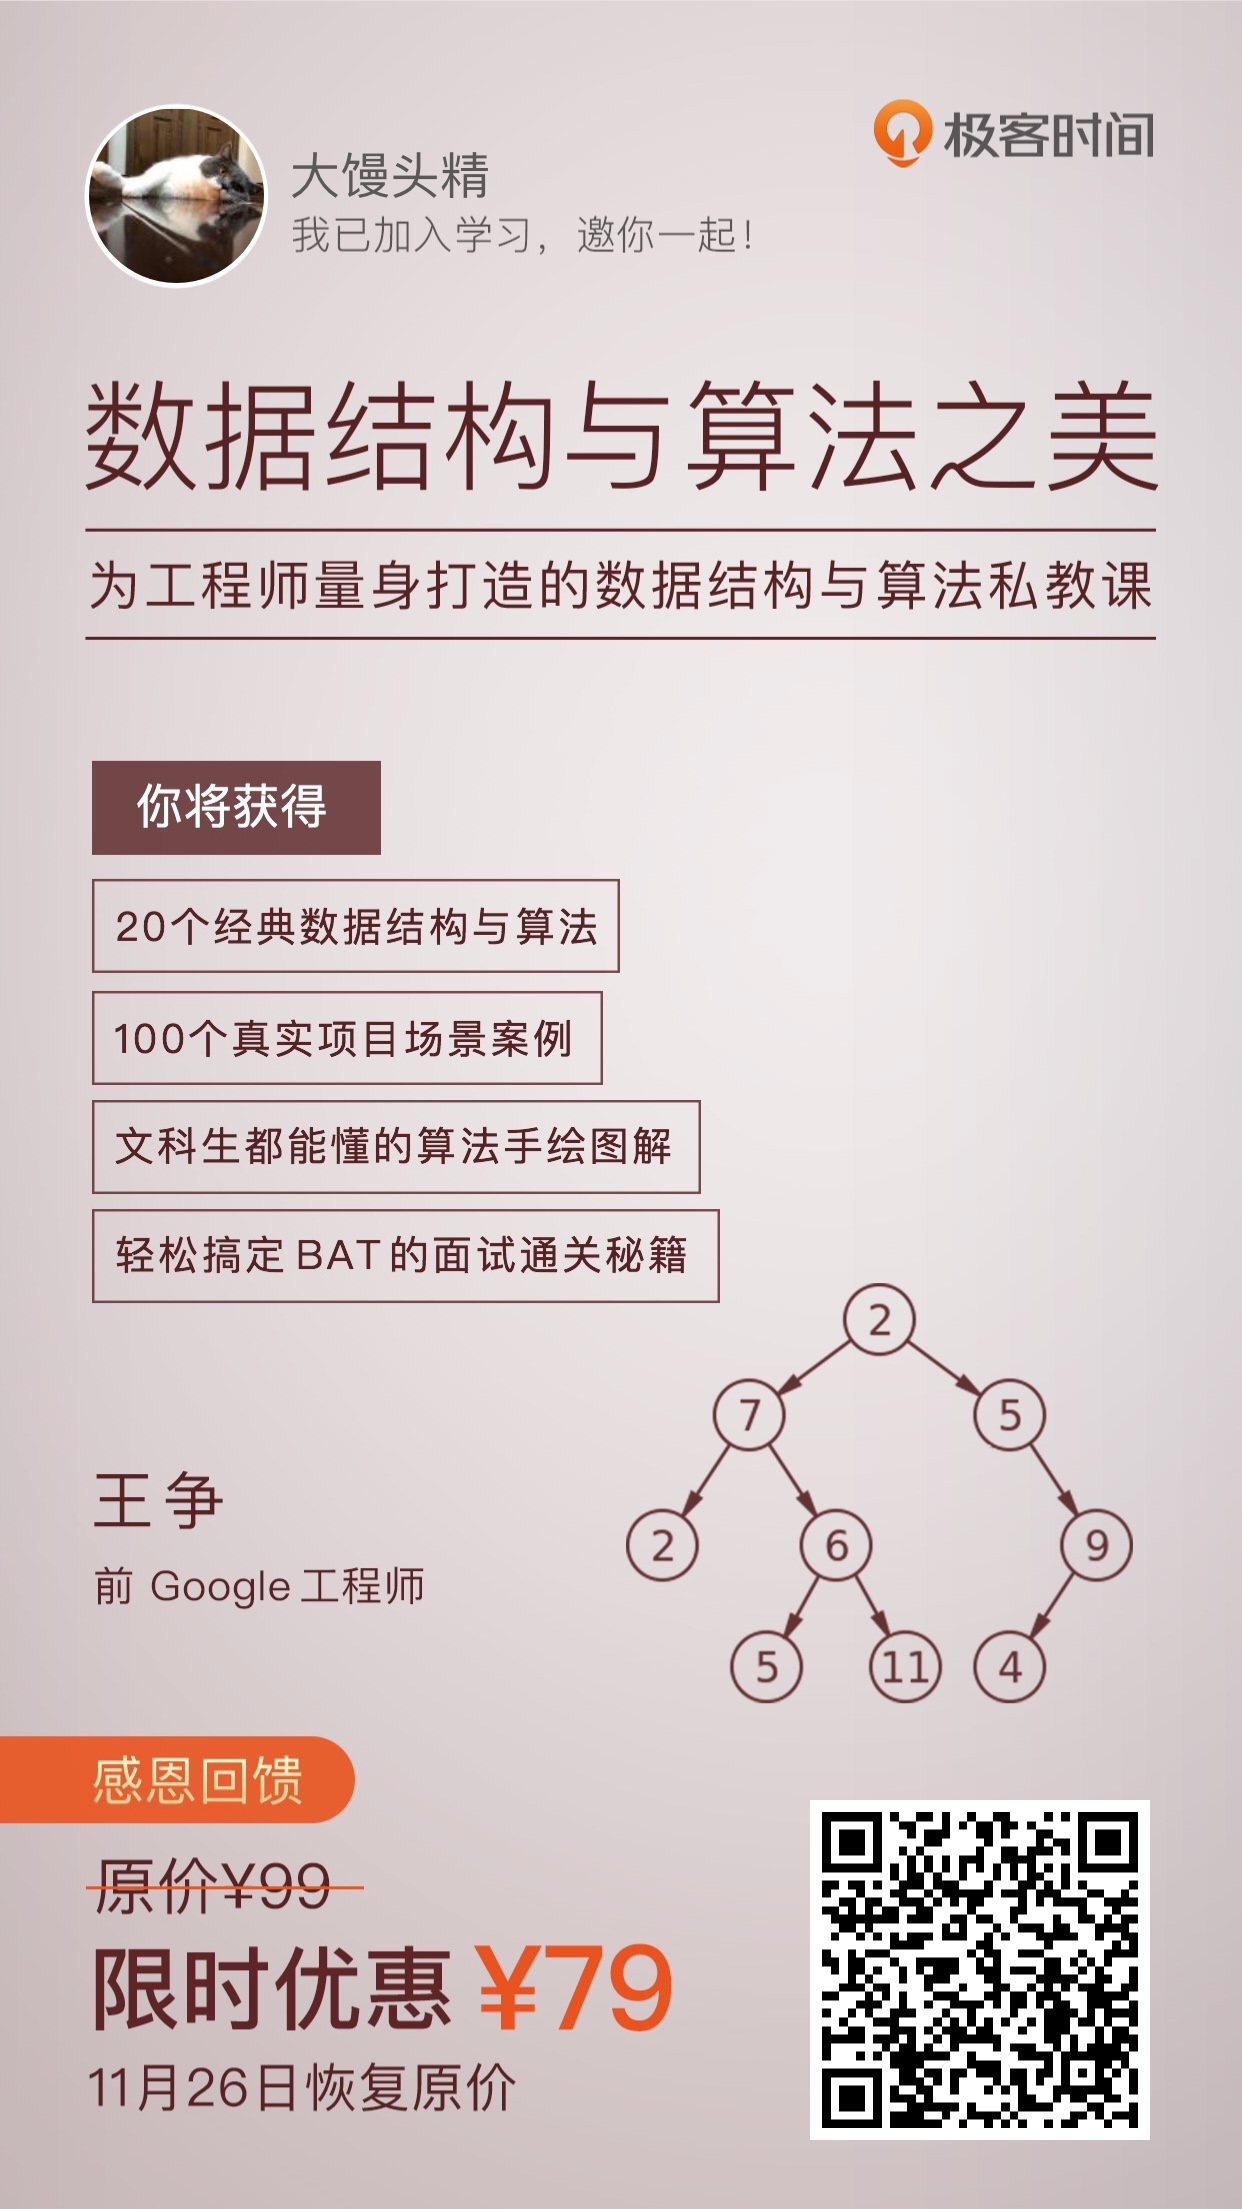 极客时间
大馒头精
我已加入学习，邀你一起！
数据结构与算法之美
为工程师量身打造的数据结构与算法私教课
你将获得
20个经典数据结构与算法
100个真实项目场景案例
文科生都能懂的算法手绘图解
轻松搞定BAT的面试通关秘籍
2
7
5
2
6
9
5
11
4
王争
前 Google 工程师
感恩回馈
原价¥99
限时优惠 ¥79
11月26日恢复原价